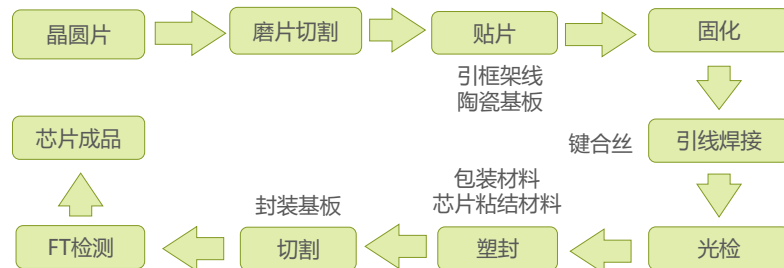 晶圆片
磨片切割
贴片
固化
引框架线
陶瓷基板
芯片成品
键合丝
引线焊接
包装材料
芯片粘结材料
封装基板
FT检测
切割
塑封
光检